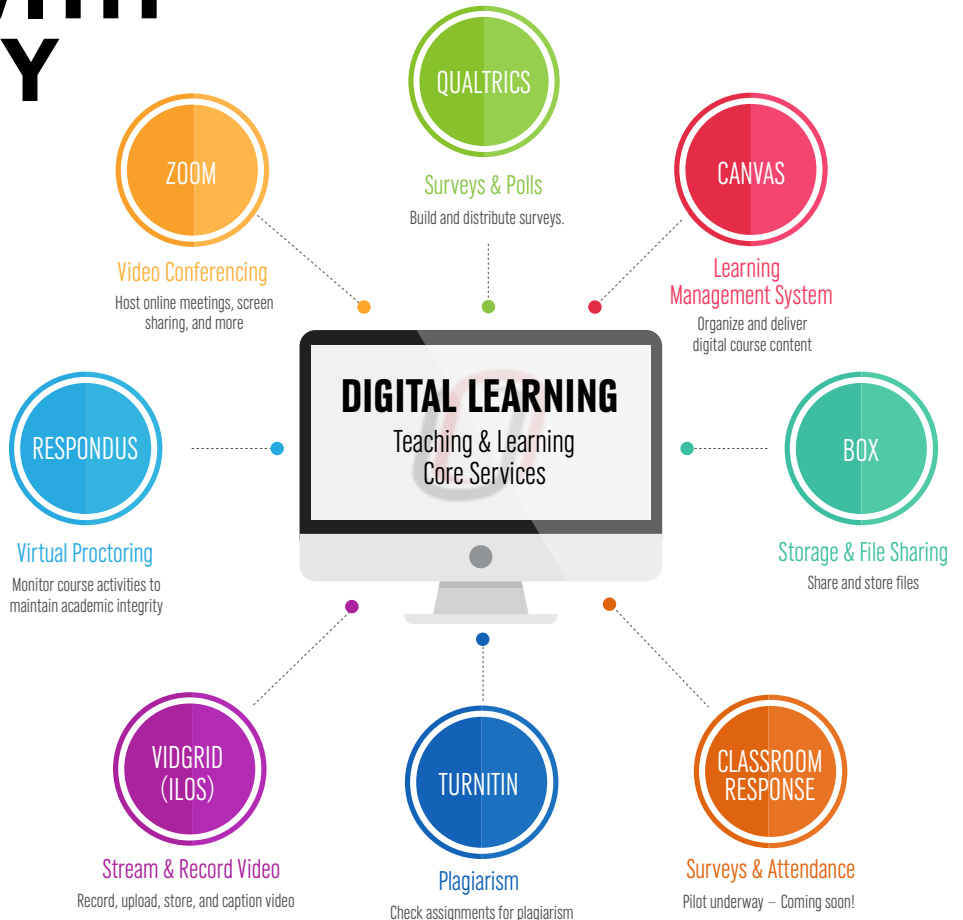 Y
QUALTRICS
Surveys & Polls
Build and distribute surveys.
ZOOM
Video Conferencing
Host online meetings, screen
sharing, and more
CANVAS
Learning
Management System
Organize and deliver
digital course content
DIGITAL LEARNING
Teaching & Learning
Core Services
RESPONDUS
Virtual Proctoring
Monitor course activities to
maintain academic integrity
BOX
Storage & File Sharing
Share and store files
VIDGRID
(ILOS)
Stream & Record Video
Record, upload, store, and caption video
TURNITIN
Plagiarism
Check assignments for plagiarism
CLASSROOM
RESPONSE
Surveys & Attendance
Pilot underway – Coming soon!